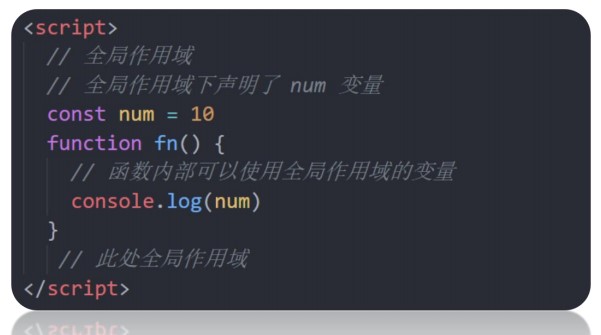 <script>
// 全局作用域
// 全局作用域下声明了 num 变量
const num = 10
function fn() {
// 函数内部可以使用全局作用域的变量
console.log(num)
}
// 此处全局作用域
</script>